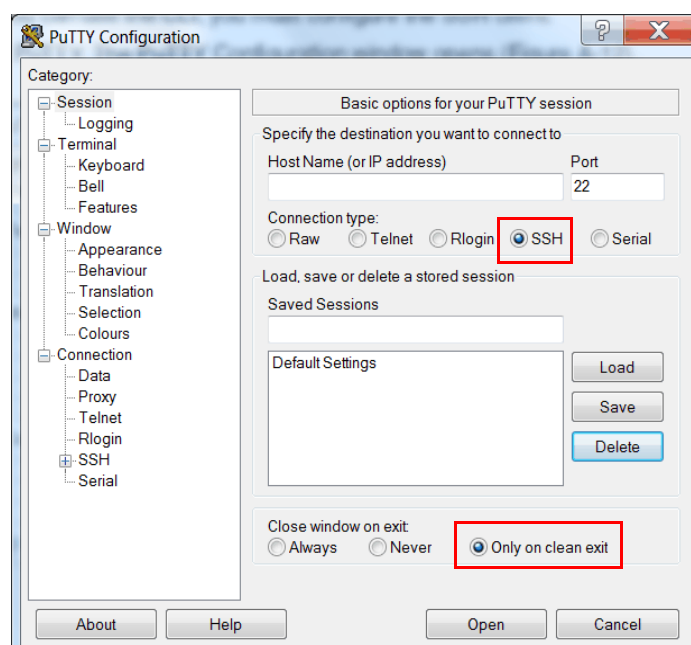 PuTTY Configuration
?
X
Category:
Session
Logging
Terminal
Keyboard
Bell
Features
Window
Appearance
Behaviour
Translation
Selection
Colours
Connection
Data
Proxy
Telnet
Rlogin
SSH
Serial
Basic options for your PuTTY session
Specify the destination you want to connect to
Host Name (or IP address) Port
22
Connection type:
Raw Telnet Rlogin SSH Serial
Load, save or delete a stored session
Saved Sessions
Default Settings
Load
Save
Delete
Close window on exit:
Always Never Only on clean exit
About Help Open Cancel